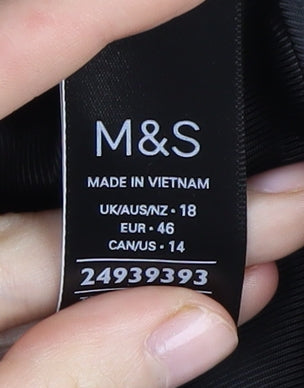 M&S
MADE IN VIETNAM
UK/AUS/NZ • 18
EUR • 46
CAN/US • 14
24939393